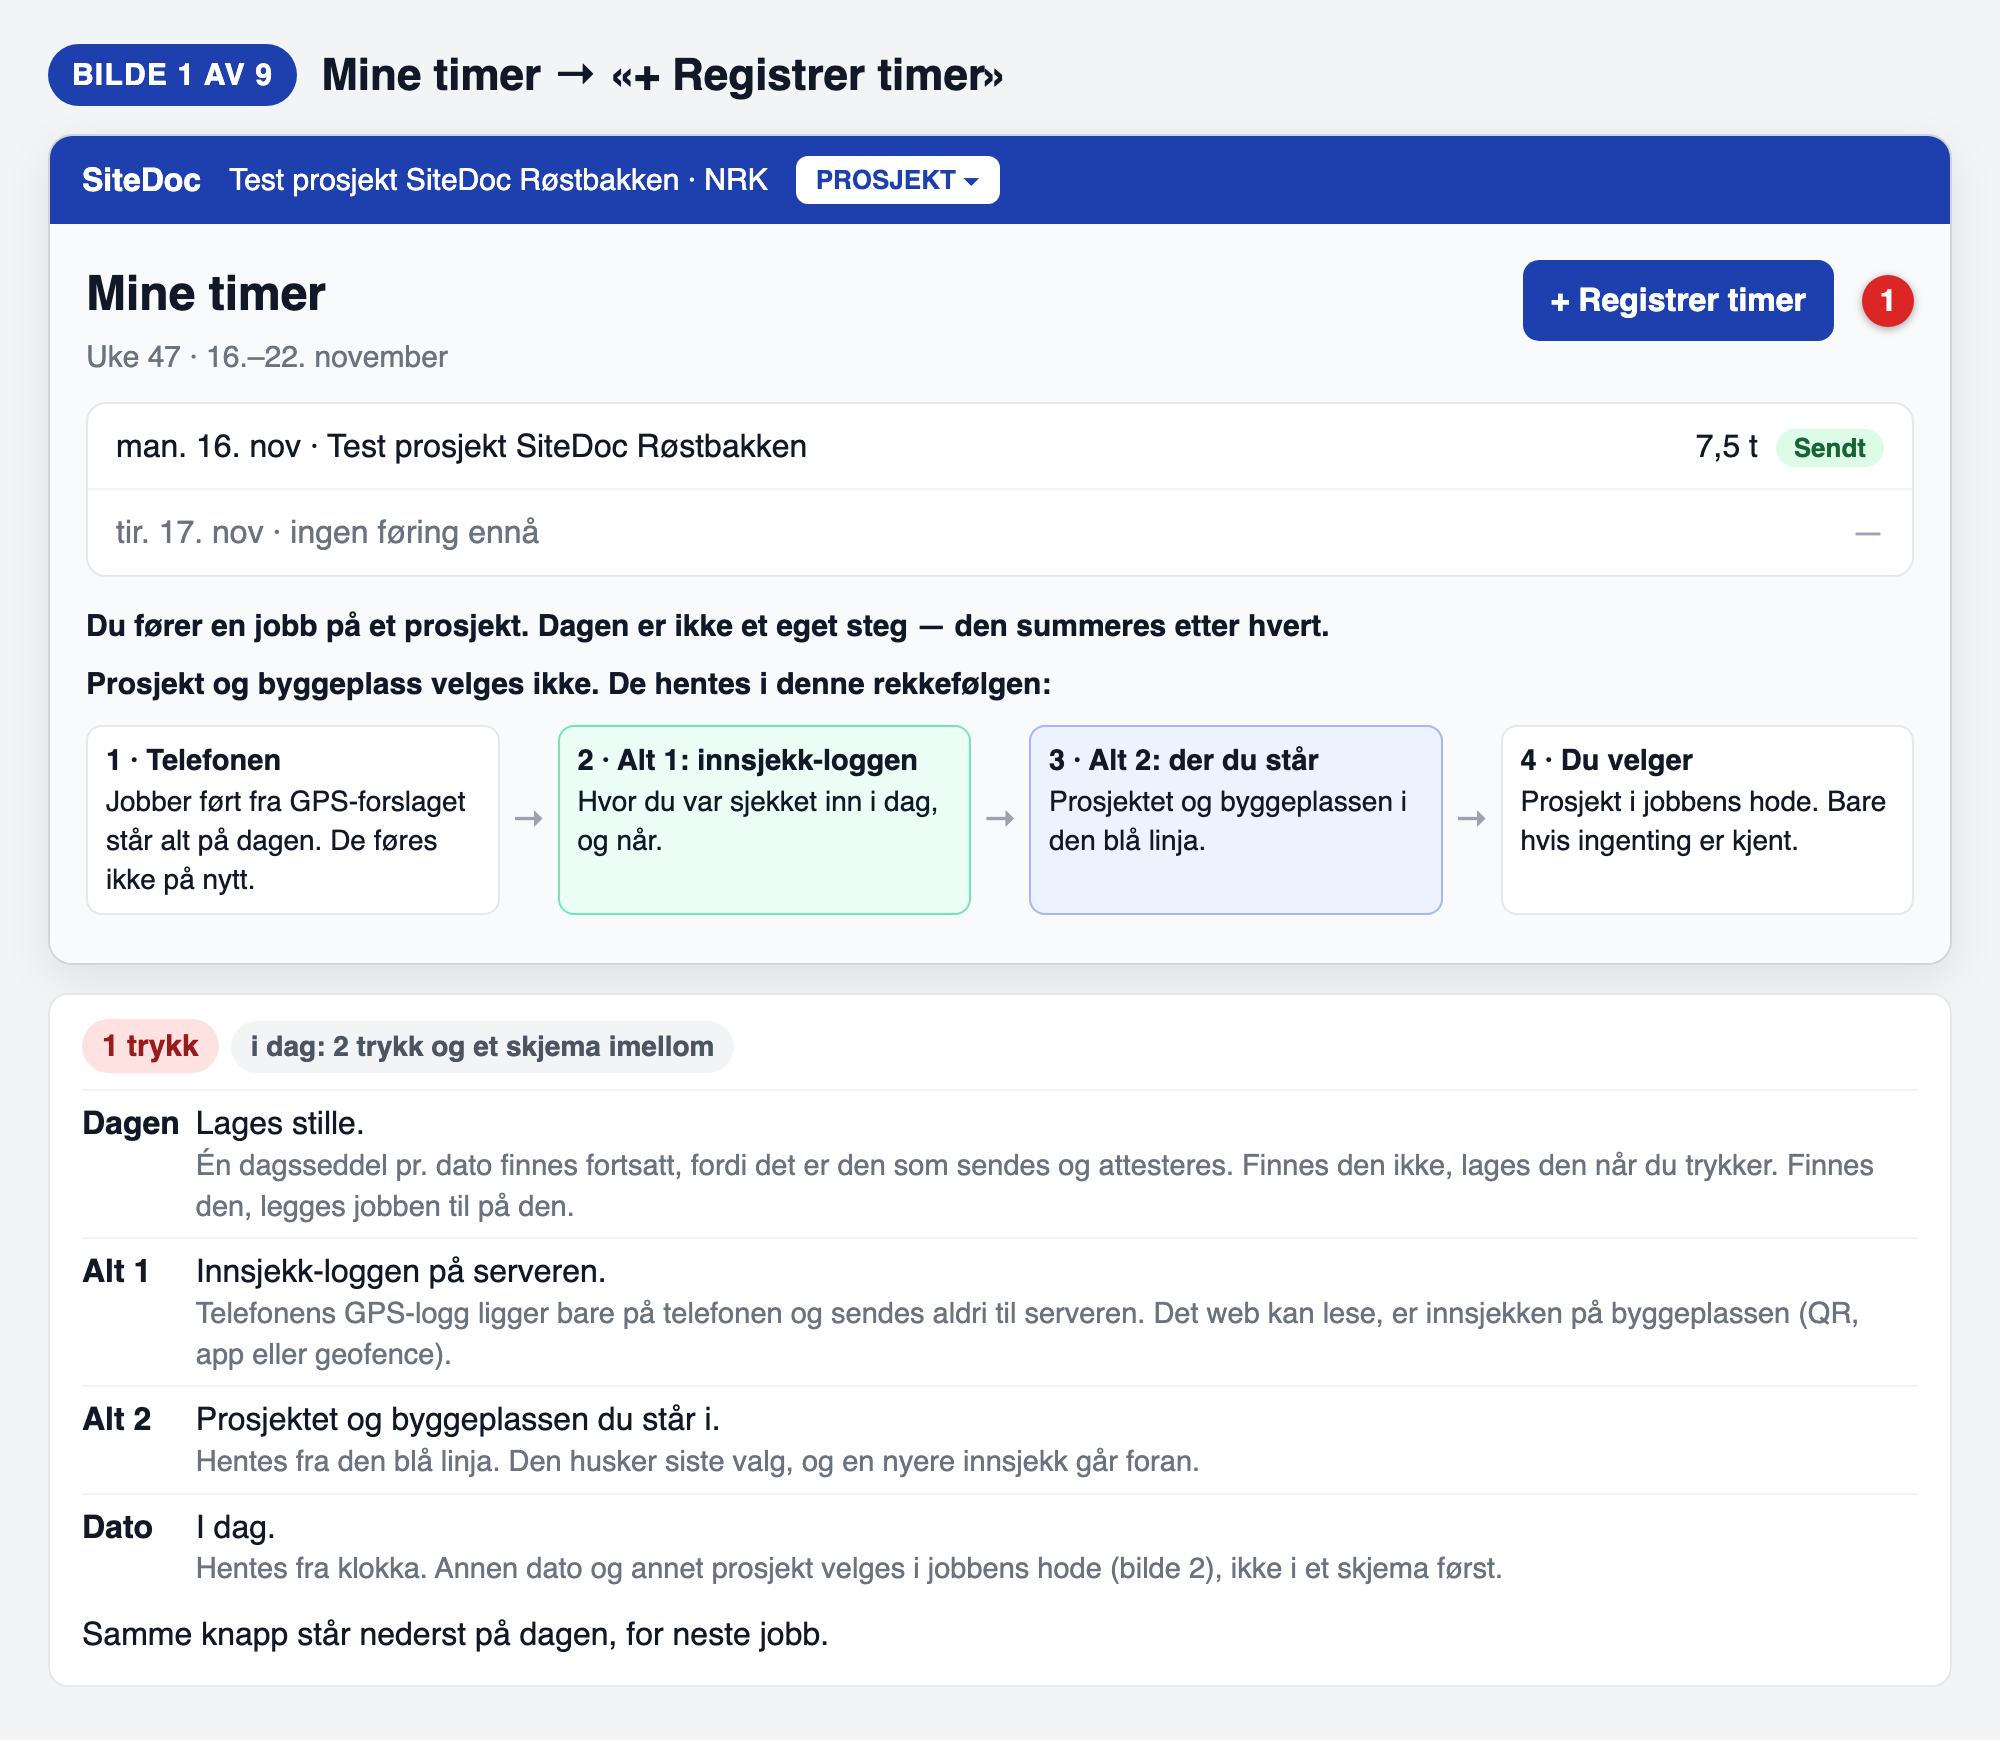 BILDE 1 AV 9
Mine timer → «+ Registrer timer»
SiteDoc Test prosjekt SiteDoc Røstbakken · NRK PROSJEKT
Mine timer
+ Registrer timer 1
Uke 47 · 16.–22. november
man. 16. nov · Test prosjekt SiteDoc Røstbakken 7,5 t Sendt
tir. 17. nov · ingen føring ennå —
Du fører en jobb på et prosjekt. Dagen er ikke et eget steg — den summeres etter hvert.
Prosjekt og byggeplass velges ikke. De hentes i denne rekkefølgen:
1 · Telefonen
Jobber ført fra GPS-forslaget
står alt på dagen. De føres
ikke på nytt.
→
2 · Alt 1: innsjekk-loggen
Hvor du var sjekket inn i dag,
og når.
→
3 · Alt 2: der du står
Prosjektet og byggeplassen i
den blå linja.
→
4 · Du velger
Prosjekt i jobbens hode. Bare
hvis ingenting er kjent.
1 trykk i dag: 2 trykk og et skjema imellom
Dagen Lages stille.
Én dagsseddel pr. dato finnes fortsatt, fordi det er den som sendes og attesteres. Finnes den ikke, lages den når du trykker. Finnes
den, legges jobben til på den.
Alt 1 Innsjekk-loggen på serveren.
Telefonens GPS-logg ligger bare på telefonen og sendes aldri til serveren. Det web kan lese, er innsjekken på byggeplassen (QR,
app eller geofence).
Alt 2 Prosjektet og byggeplassen du står i.
Hentes fra den blå linja. Den husker siste valg, og en nyere innsjekk går foran.
Dato I dag.
Hentes fra klokka. Annen dato og annet prosjekt velges i jobbens hode (bilde 2), ikke i et skjema først.
Samme knapp står nederst på dagen, for neste jobb.